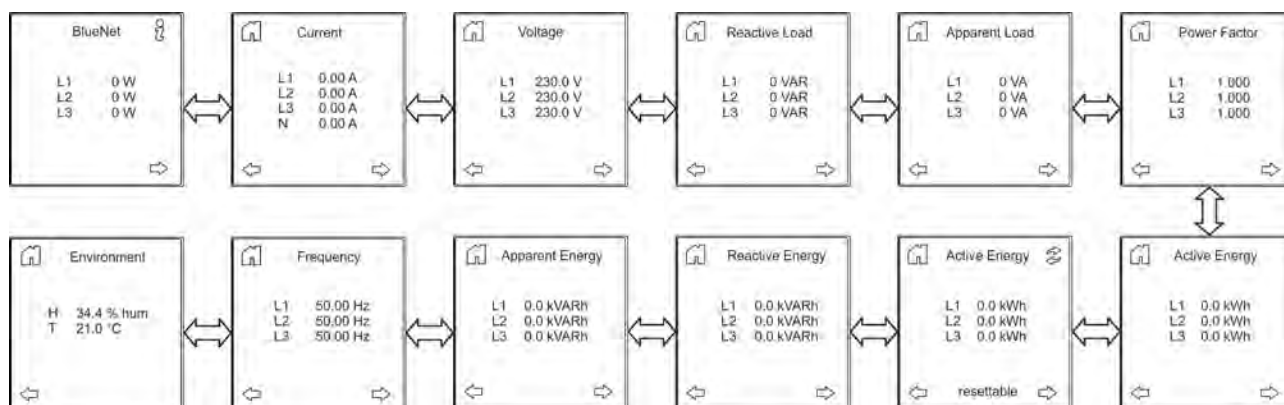 BlueNet
L1 0 W
L2 0 W
L3 0 W
Current
L1 0.00 A
L2 0.00 A
L3 0.00 A
N 0.00 A
Voltage
L1 230.0 V
L2 230.0 V
L3 230.0 V
Reactive Load
L1 0 VAR
L2 0 VAR
L3 0 VAR
Apparent Load
L1 0 VA
L2 0 VA
L3 0 VA
Power Factor
L1 1.000
L2 1.000
L3 1.000
Environment
H 34.4 % hum
T 21.0 °C
Frequency
L1 50.00 Hz
L2 50.00 Hz
L3 50.00 Hz
Apparent Energy
L1 0.0 kVARh
L2 0.0 kVARh
L3 0.0 kVARh
Reactive Energy
L1 0.0 kVARh
L2 0.0 kVARh
L3 0.0 kVARh
Active Energy
L1 0.0 kWh
L2 0.0 kWh
L3 0.0 kWh
resettable
Active Energy
L1 0.0 kWh
L2 0.0 kWh
L3 0.0 kWh